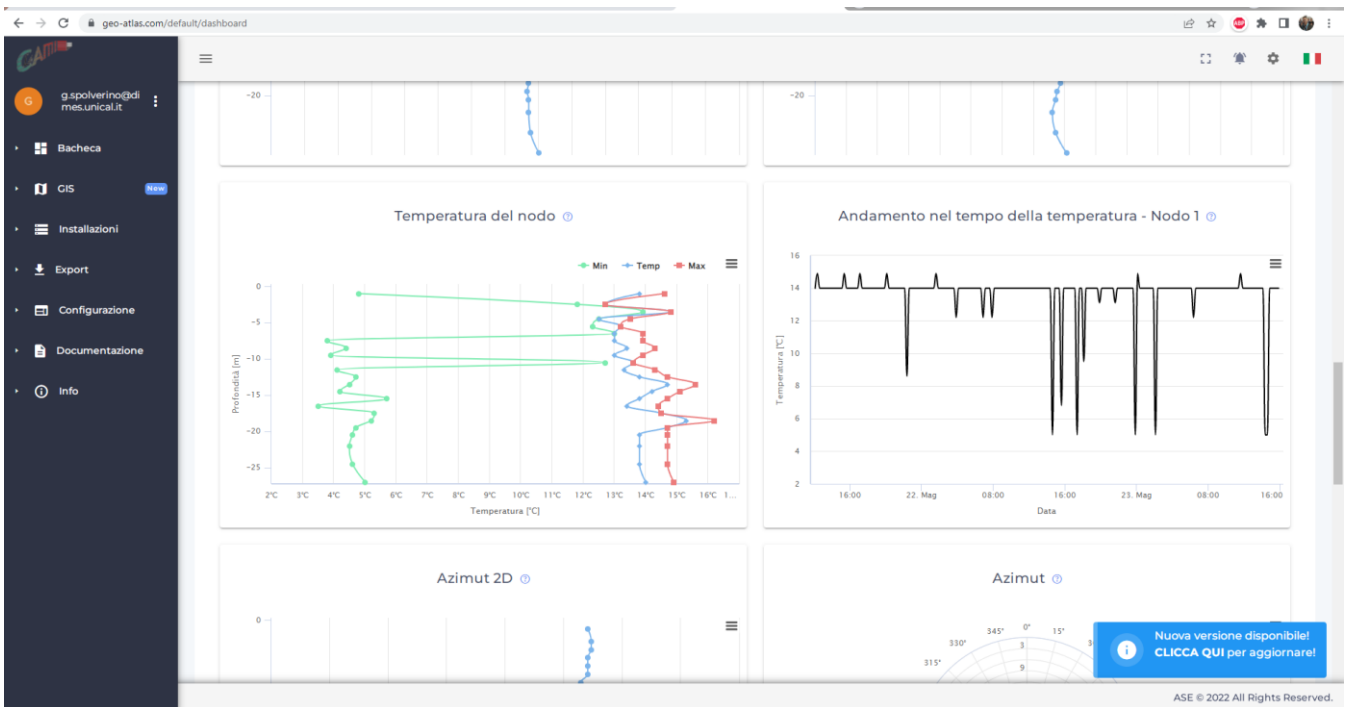 geo-atlas.com/default/dashboard
ABP
GAMI
G
g.spolverino@di
mes.unical.it
Bacheca
GIS
New
Installazioni
Export
Configurazione
Documentazione
Info
-20
-20
Temperatura del nodo ?
Min Temp Max
0
-5
-10
-15
-20
-25
Profondità [m]
2°C 3°C 4°C 5°C 6°C 7°C 8°C 9°C 10°C 11°C 12°C 13°C 14°C 15°C 16°C 1...
Temperatura [°C]
Andamento nel tempo della temperatura - Nodo 1 ?
16
14
12
10
8
6
4
2
Temperatura [°C]
16:00 22. Mag 08:00 16:00 23. Mag 08:00 16:00
Data
Azimut 2D ?
0
Azimut ?
345° 0° 15°
330° 3
315° 9
Nuova versione disponibile!
CLICCA QUI per aggiornare!
ASE © 2022 All Rights Reserved.